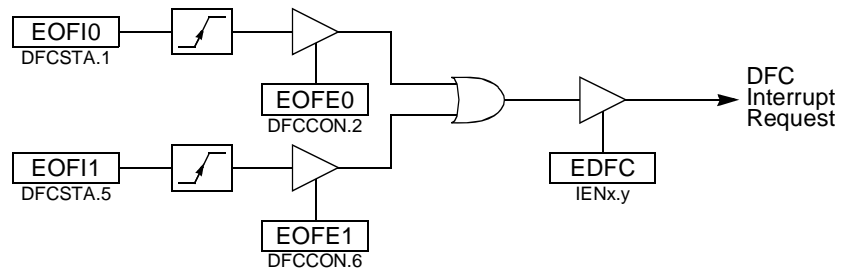 EOFI0
DFCSTA.1
EOFE0
DFCCON.2
EOFI1
DFCSTA.5
EOFE1
DFCCON.6
EDFC
IENx.y
DFC
Interrupt
Request